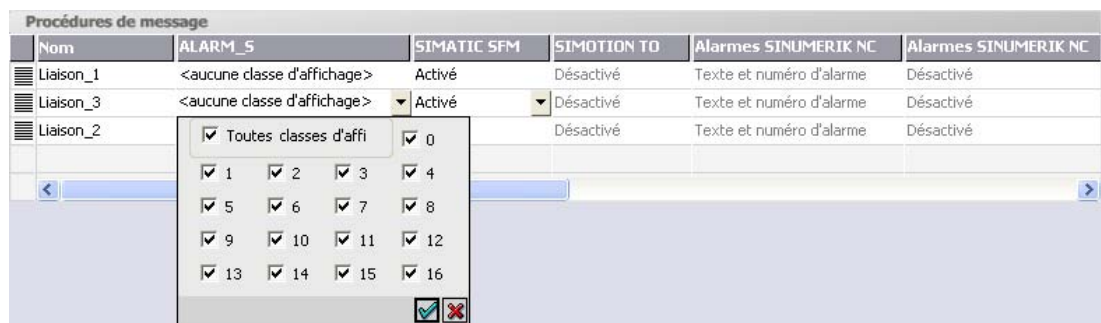 Procédures de message
Nom ALARM_S SIMATIC SFM SIMOTION TO Alarmes SINUMERIK NC Alarmes SINUMERIK NC
Liaison_1 <aucune classe d'affichage> Activé Désactivé Texte et numéro d'alarme Désactivé
Liaison_3 <aucune classe d'affichage> Activé Désactivé Texte et numéro d'alarme Désactivé
Liaison_2 Désactivé Texte et numéro d'alarme Désactivé
Toutes classes d'affi 0
1 2 3 4
5 6 7 8
9 10 11 12
13 14 15 16